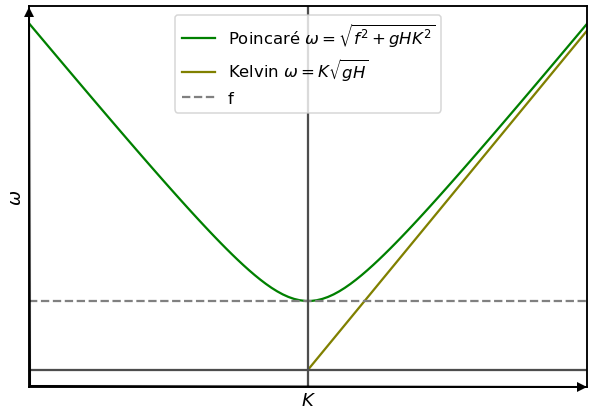 Poincaré ω = √(f² + gHK²)
Kelvin ω = K√(gH)
f
ω
K